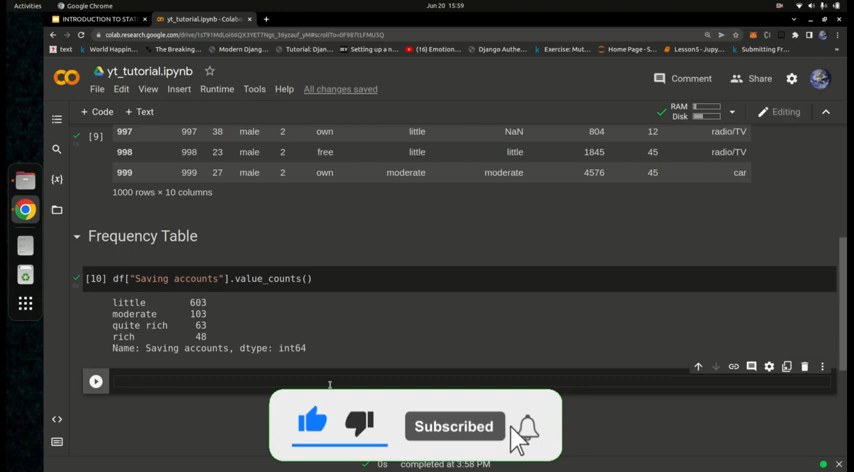 Activities Google Chrome Jun 20 15:59
INTRODUCTION TO STAT yt_tutorial.ipynb - Colab
colab.research.google.com/drive/
text World Happin... The Breaking... Modern Djang... Tutorial: Djan... Setting up a n... (16) Emotion... Django Authe... Exercise: Mut... Home Page - S... Lesson5 - Jupy... Submitting Fr...
yt_tutorial.ipynb
Comment Share
File Edit View Insert Runtime Tools Help All changes saved
+ Code + Text RAM Disk Editing
[9] 997 997 38 male 2 own little NaN 804 12 radio/TV
998 998 23 male 2 free little little 1845 45 radio/TV
999 999 27 male 2 own moderate moderate 4576 45 car
1000 rows × 10 columns
Frequency Table
[10] df["Saving accounts"].value_counts()
little 603
moderate 103
quite rich 63
rich 48
Name: Saving accounts, dtype: int64
Subscribed
0s completed at 3:58 PM